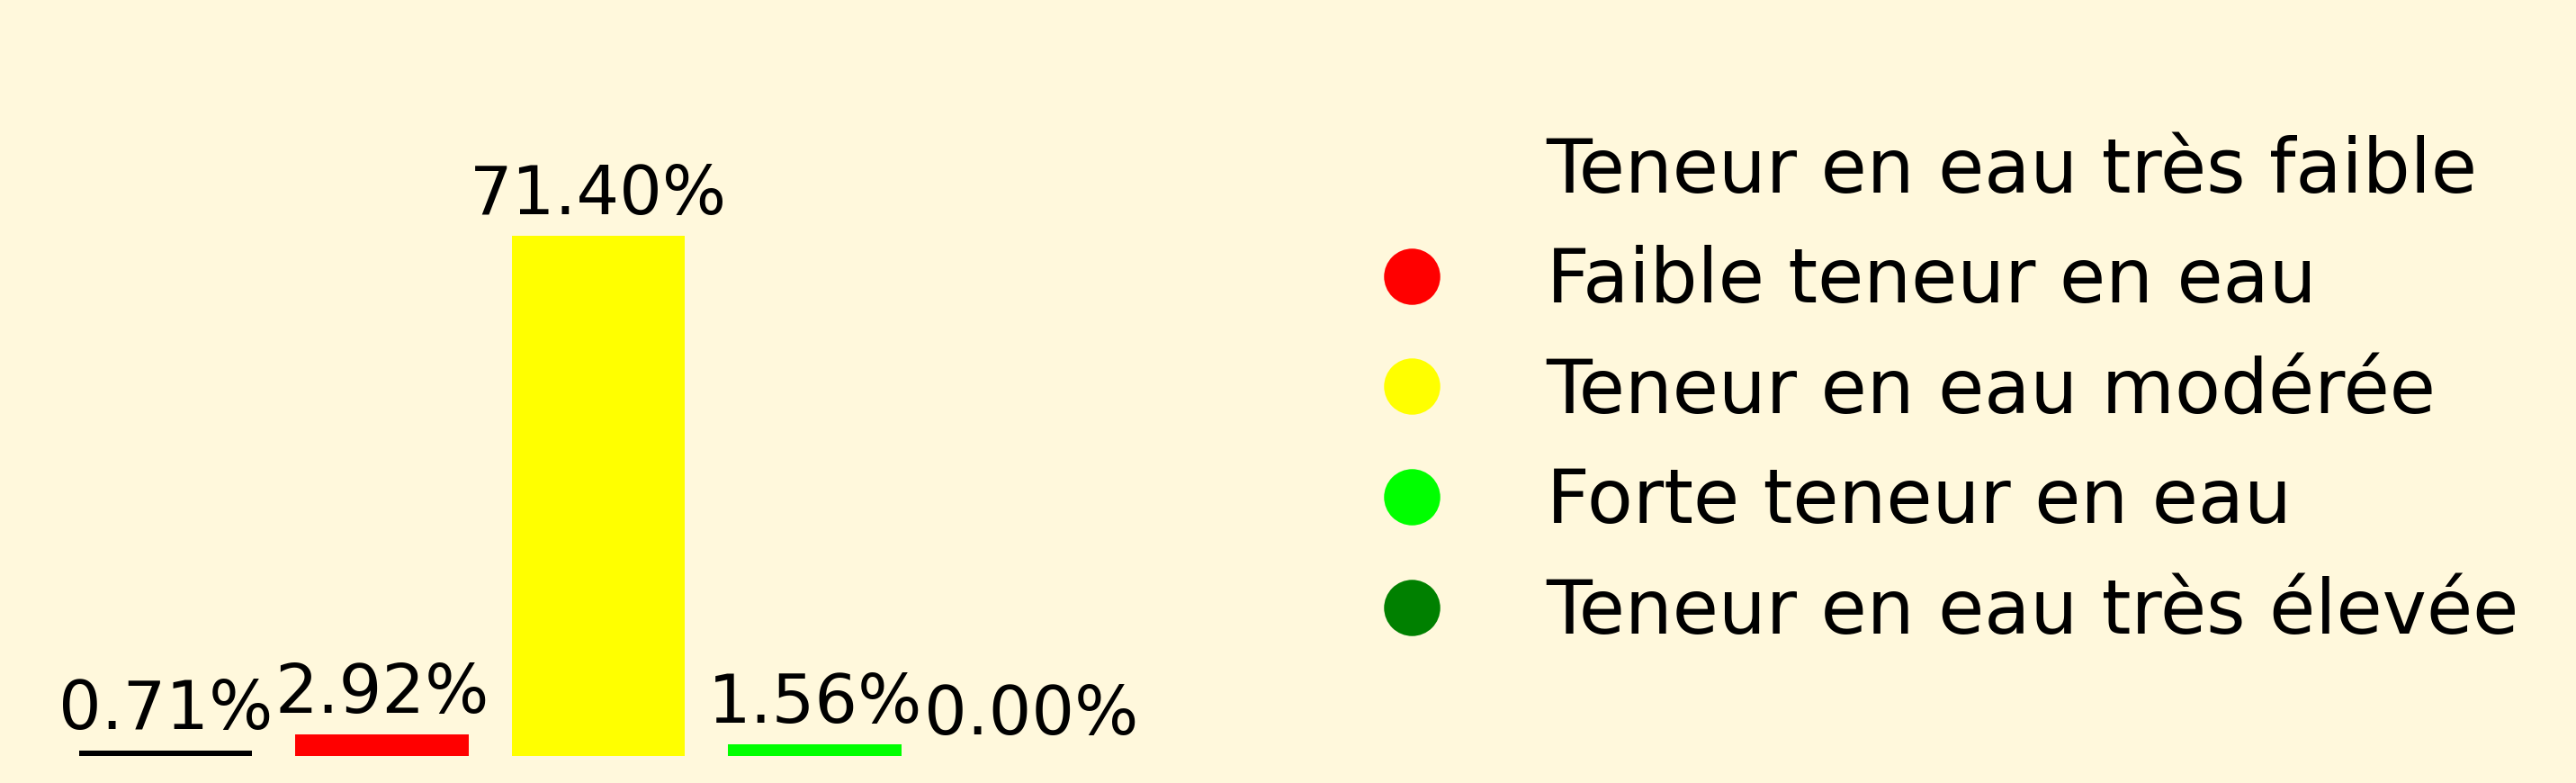 71.40%
0.71%
2.92%
1.56%
0.00%
Teneur en eau très faible
Faible teneur en eau
Teneur en eau modérée
Forte teneur en eau
Teneur en eau très élevée